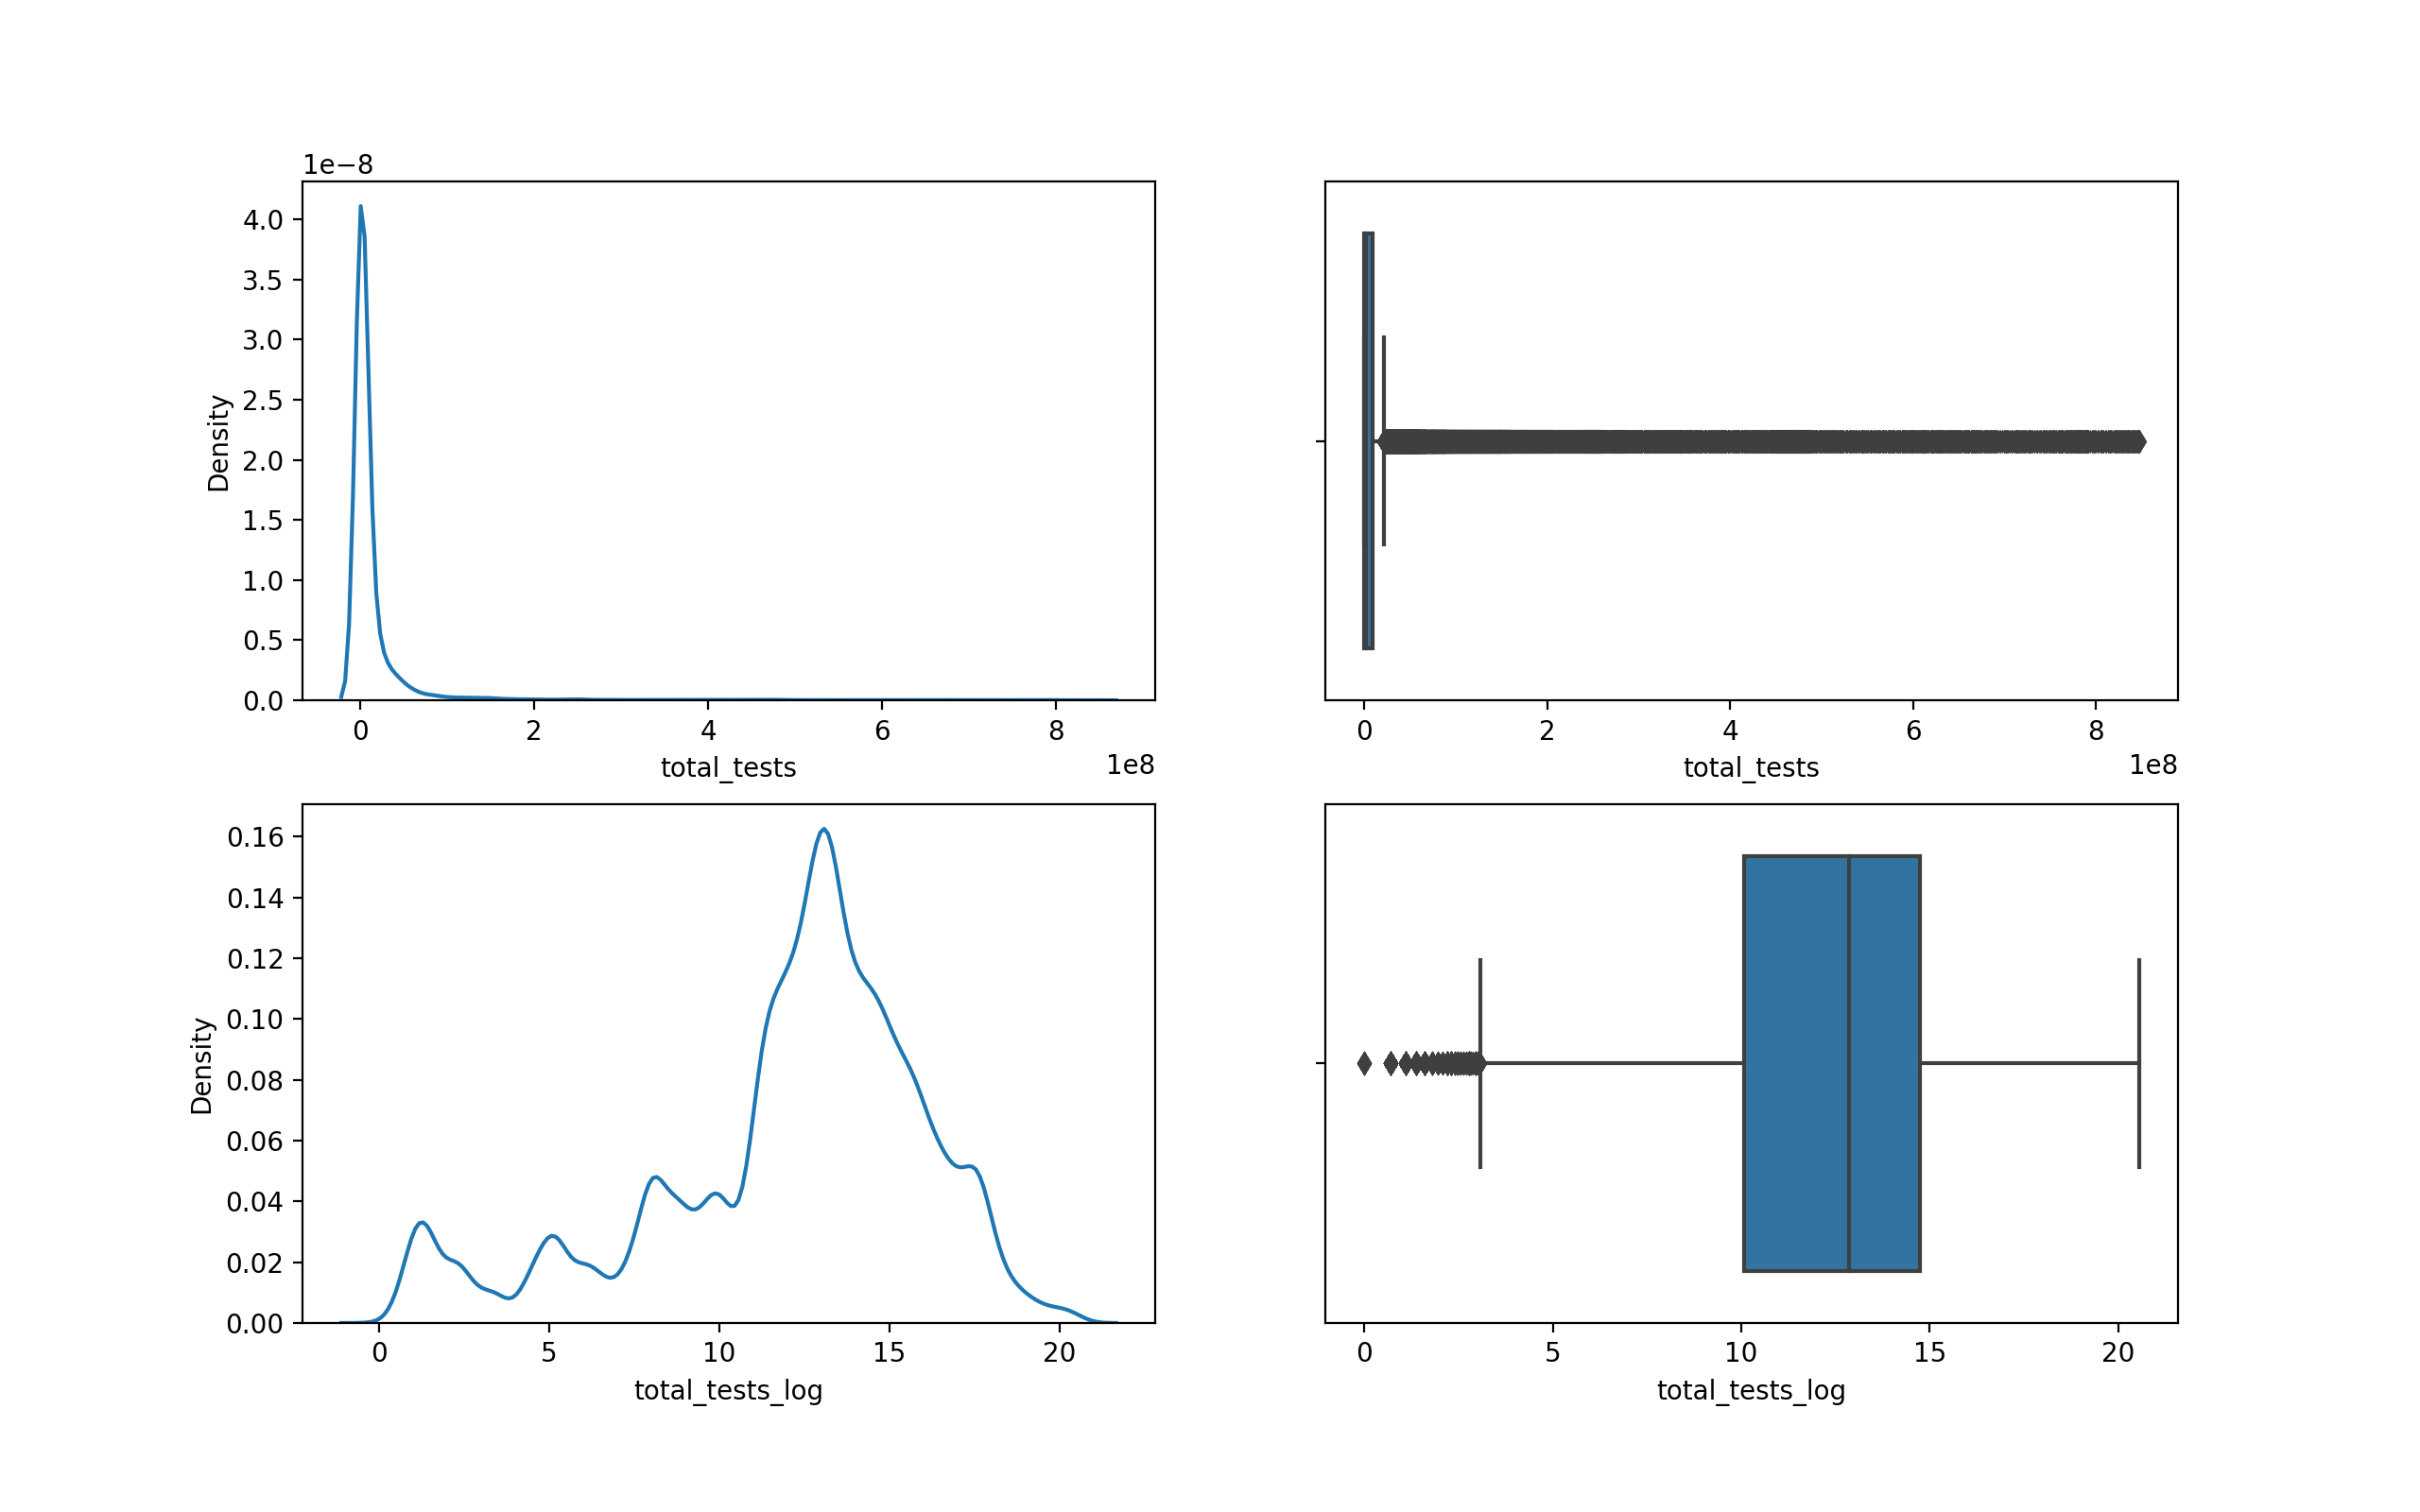 1e−8
4.0
3.5
3.0
2.5
2.0
1.5
1.0
0.5
0.0
Density
0 2 4 6 8
total_tests
1e8
0 2 4 6 8
total_tests
1e8
0.16
0.14
0.12
0.10
0.08
0.06
0.04
0.02
0.00
Density
0 5 10 15 20
total_tests_log
0 5 10 15 20
total_tests_log